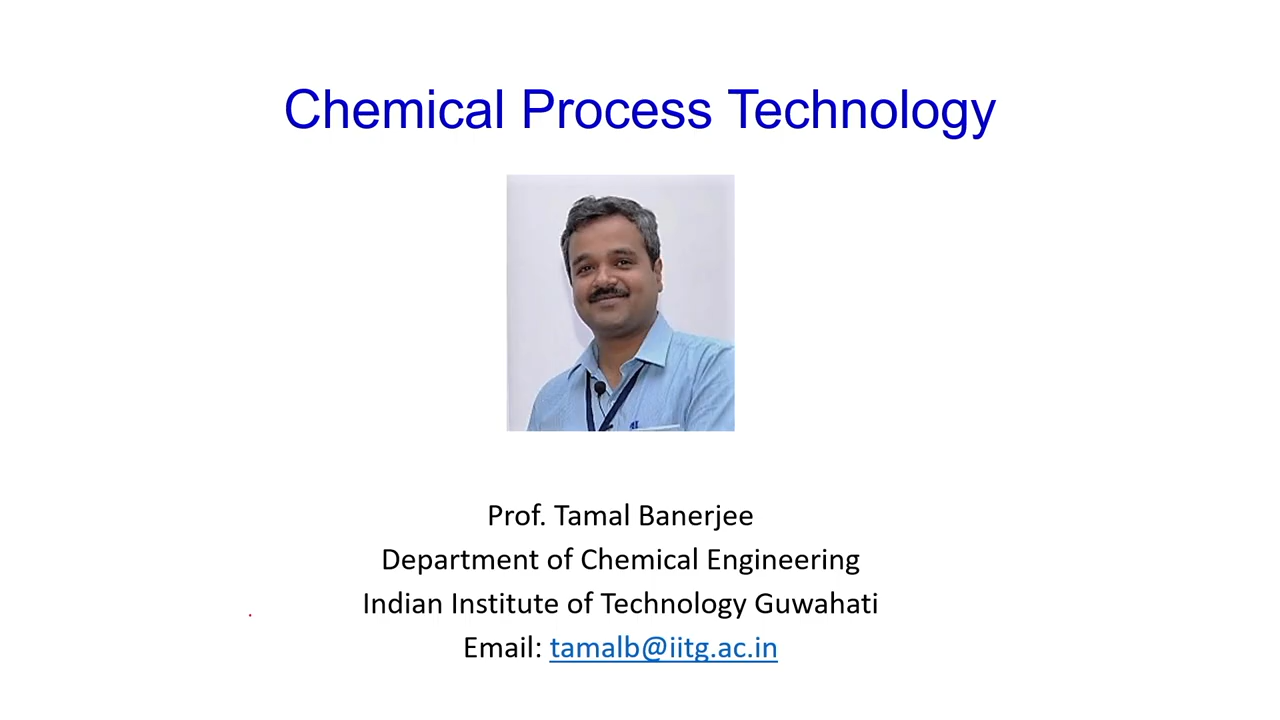 Chemical Process Technology
Prof. Tamal Banerjee
Department of Chemical Engineering
Indian Institute of Technology Guwahati
Email: tamalb@iitg.ac.in